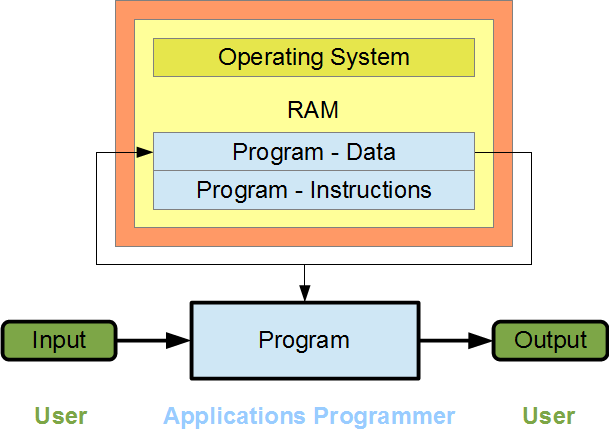 Operating System
RAM
Program - Data
Program - Instructions
Input
Program
Output
User
Applications Programmer
User